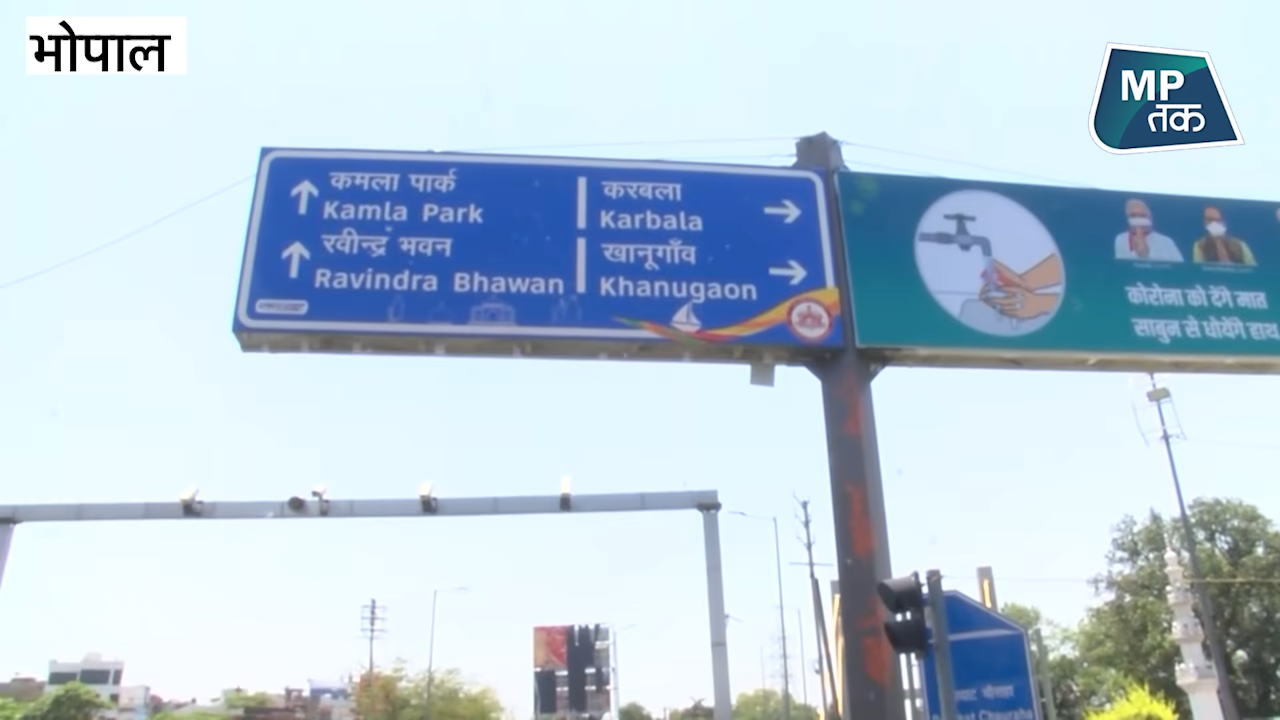 भोपाल
MP
तक
कमला पार्क
Kamla Park
रवीन्द्र भवन
Ravindra Bhawan
करबला
Karbala
खानूगाँव
Khanugaon
कोरोना को देंगे मात
साबुन से धोयेंगे हाथ